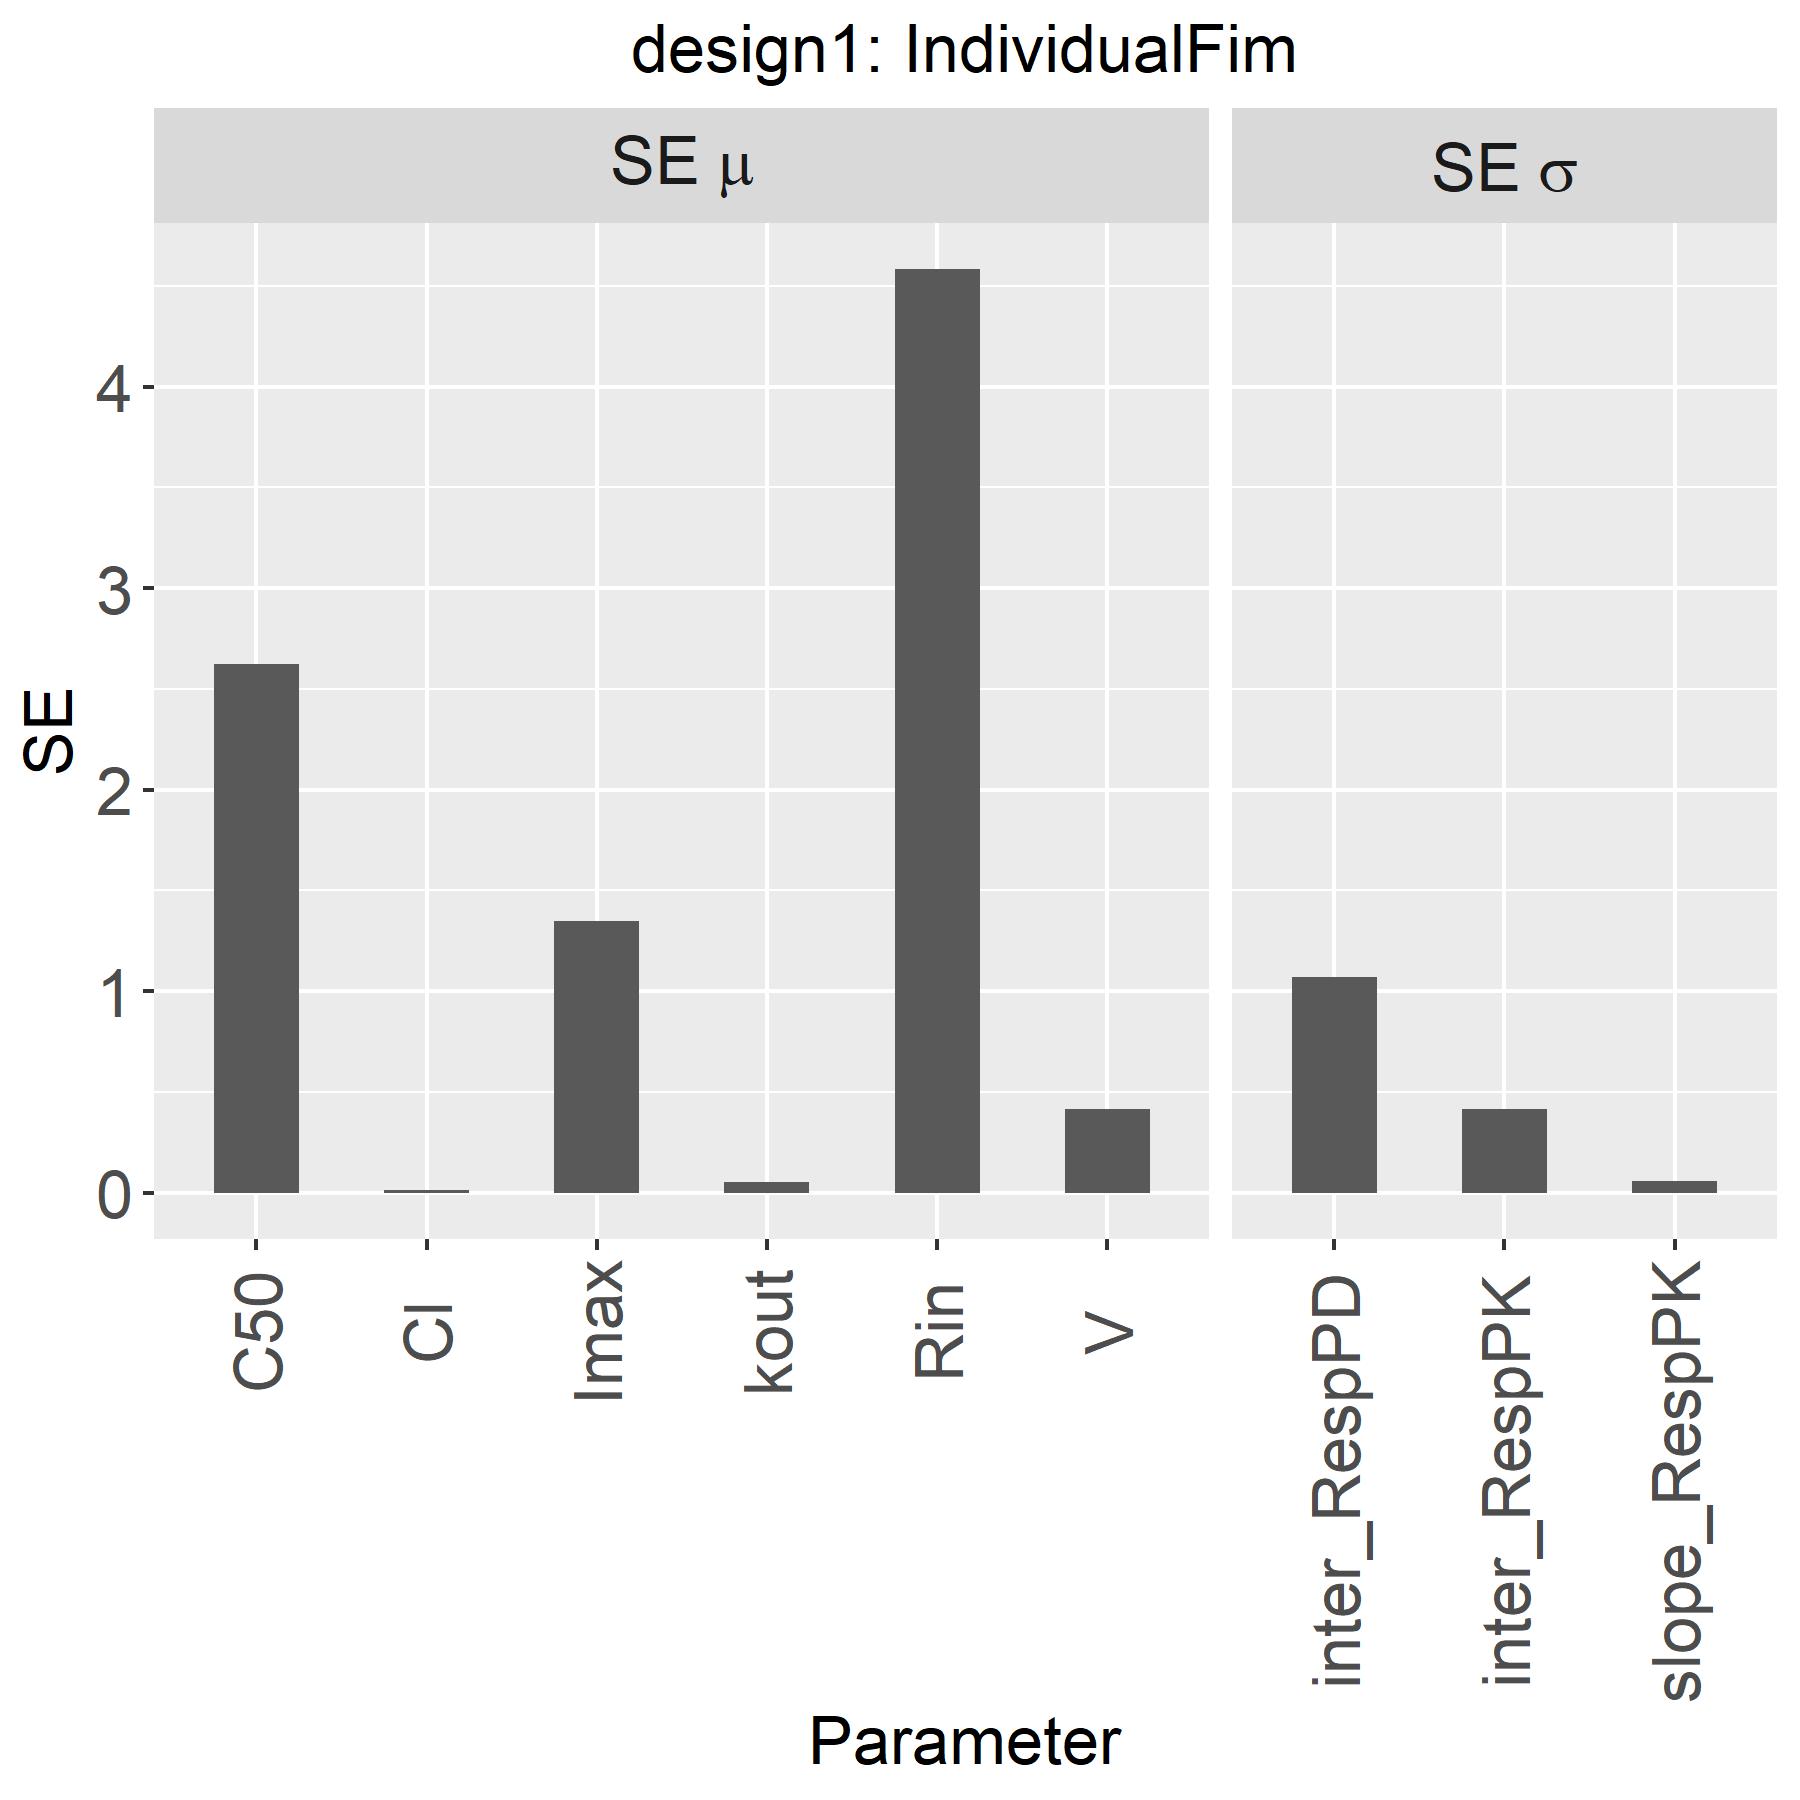 design1: IndividualFim
SE μ
SE σ
SE
4
3
2
1
0
C50
Cl
Imax
kout
Rin
V
inter_RespPD
inter_RespPK
slope_RespPK
Parameter